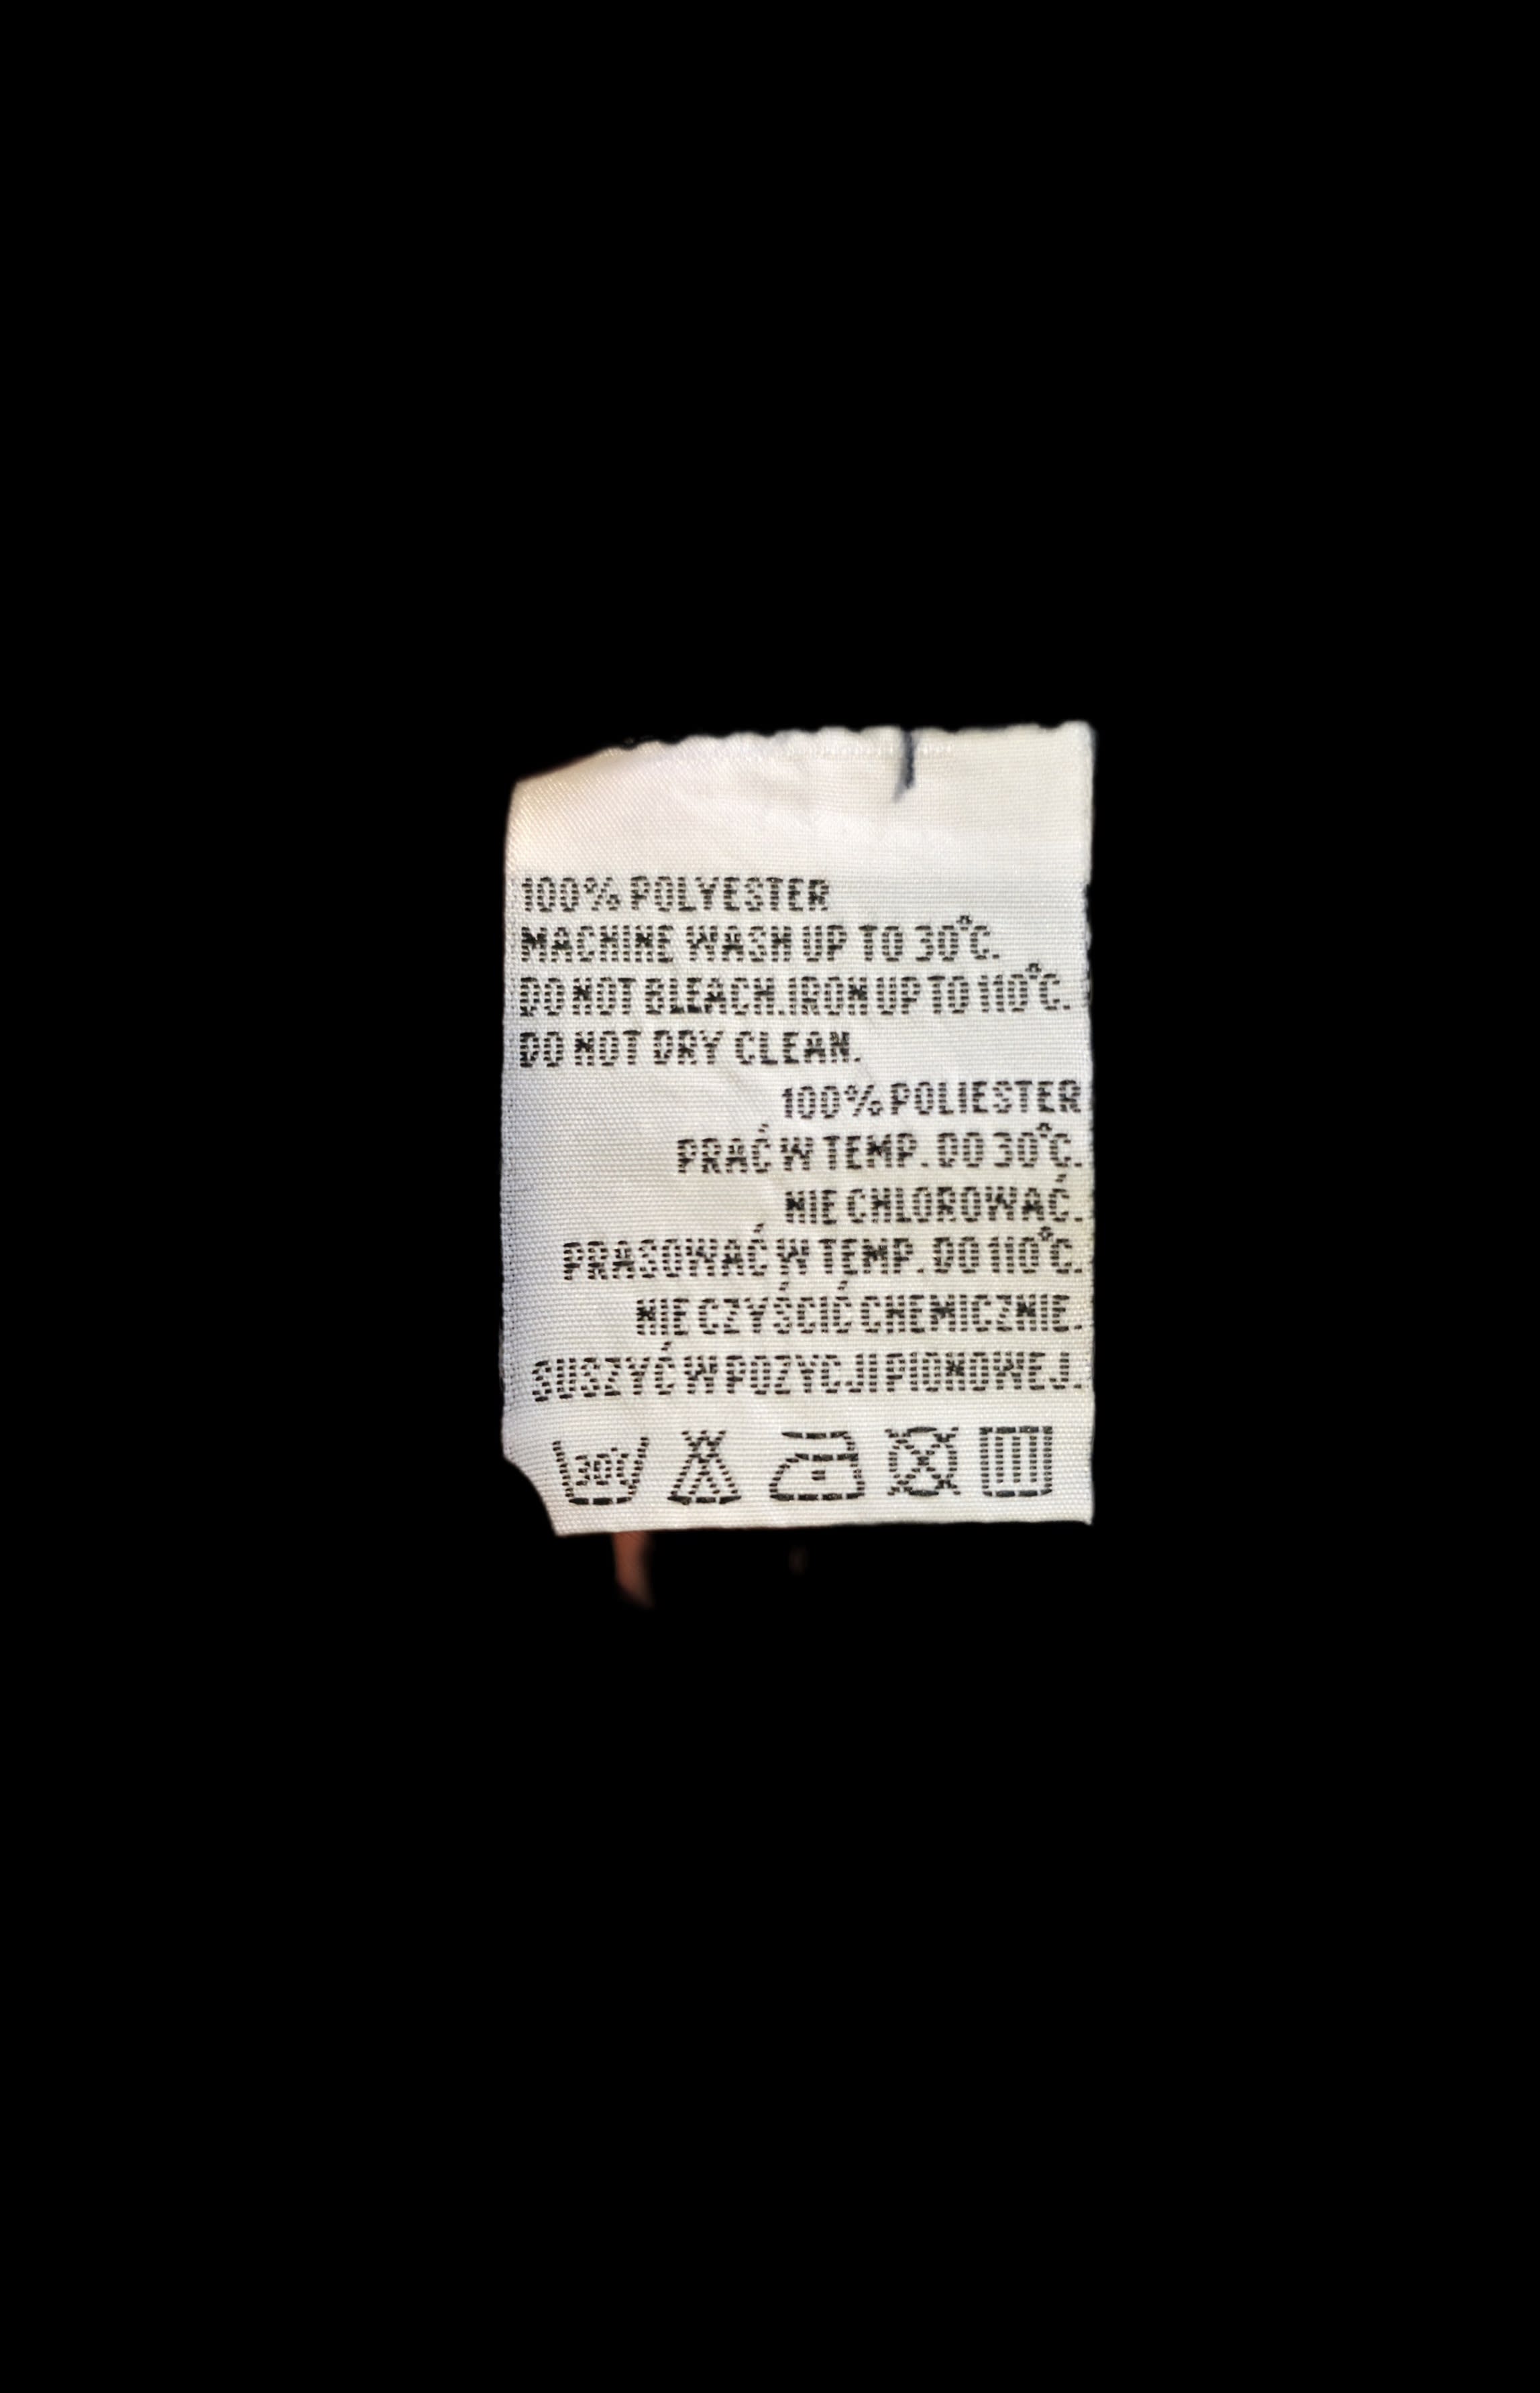 100% POLYESTER
MACHINE WASH UP TO 30°C.
DO NOT BLEACH.IRON UP TO 110°C.
DO NOT DRY CLEAN.
100% POLIESTER
PRAĆ W TEMP. DO 30°C.
NIE CHLOROWAĆ.
PRASOWAĆ W TEMP. DO 110°C.
NIE CZYŚCIĆ CHEMICZNIE.
SUSZYĆ W POZYCJI PIONOWEJ.
30°C